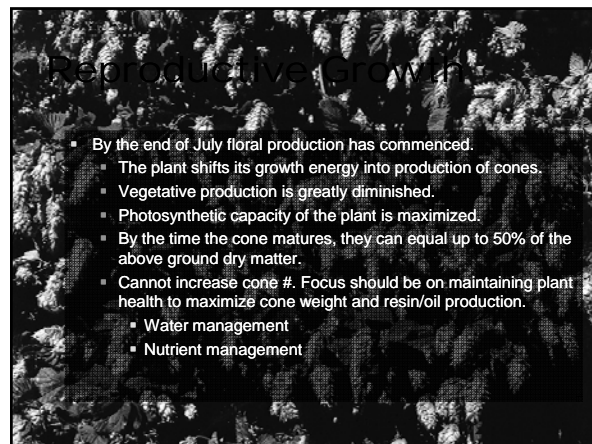 Reproductive Growth
▪ By the end of July floral production has commenced.
▪ The plant shifts its growth energy into production of cones.
▪ Vegetative production is greatly diminished.
▪ Photosynthetic capacity of the plant is maximized.
▪ By the time the cone matures, they can equal up to 50% of the
above ground dry matter.
▪ Cannot increase cone #. Focus should be on maintaining plant
health to maximize cone weight and resin/oil production.
▪ Water management
▪ Nutrient management